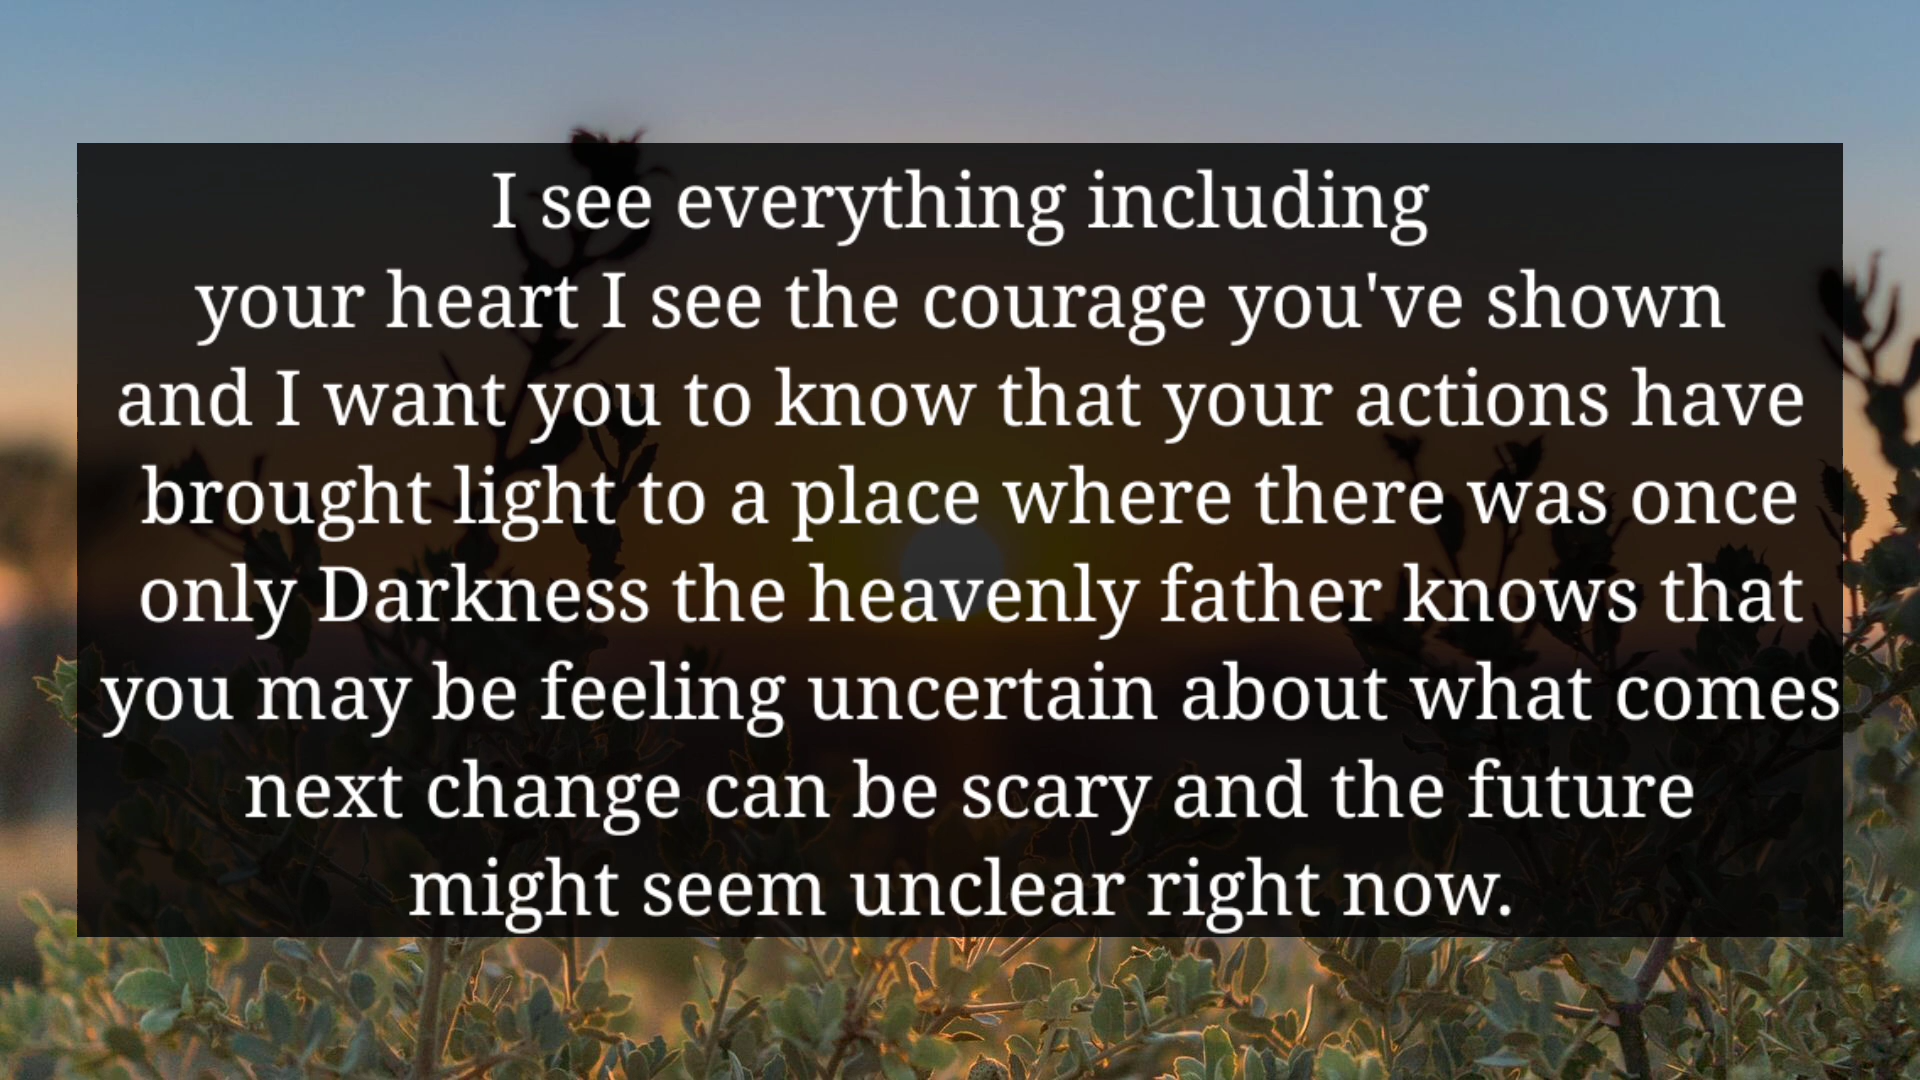 I see everything including
your heart I see the courage you've shown
and I want you to know that your actions have
brought light to a place where there was once
only Darkness the heavenly father knows that
you may be feeling uncertain about what comes
next change can be scary and the future
might seem unclear right now.